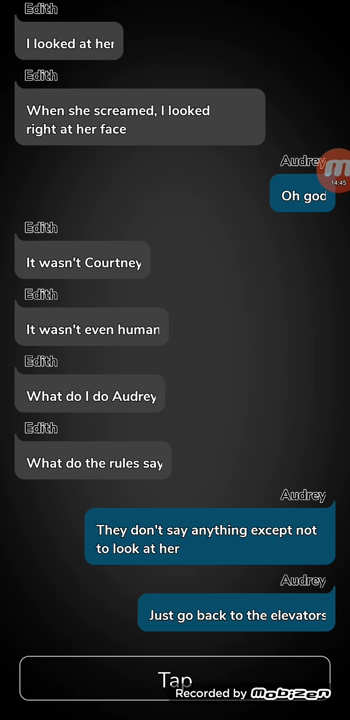 Edith
I looked at her
Edith
When she screamed, I looked
right at her face
Audrey
14:45
Oh god
Edith
It wasn't Courtney
Edith
It wasn't even human
Edith
What do I do Audrey
Edith
What do the rules say
Audrey
They don't say anything except not
to look at her
Audrey
Just go back to the elevators
Tap
Recorded by MOBIZEN